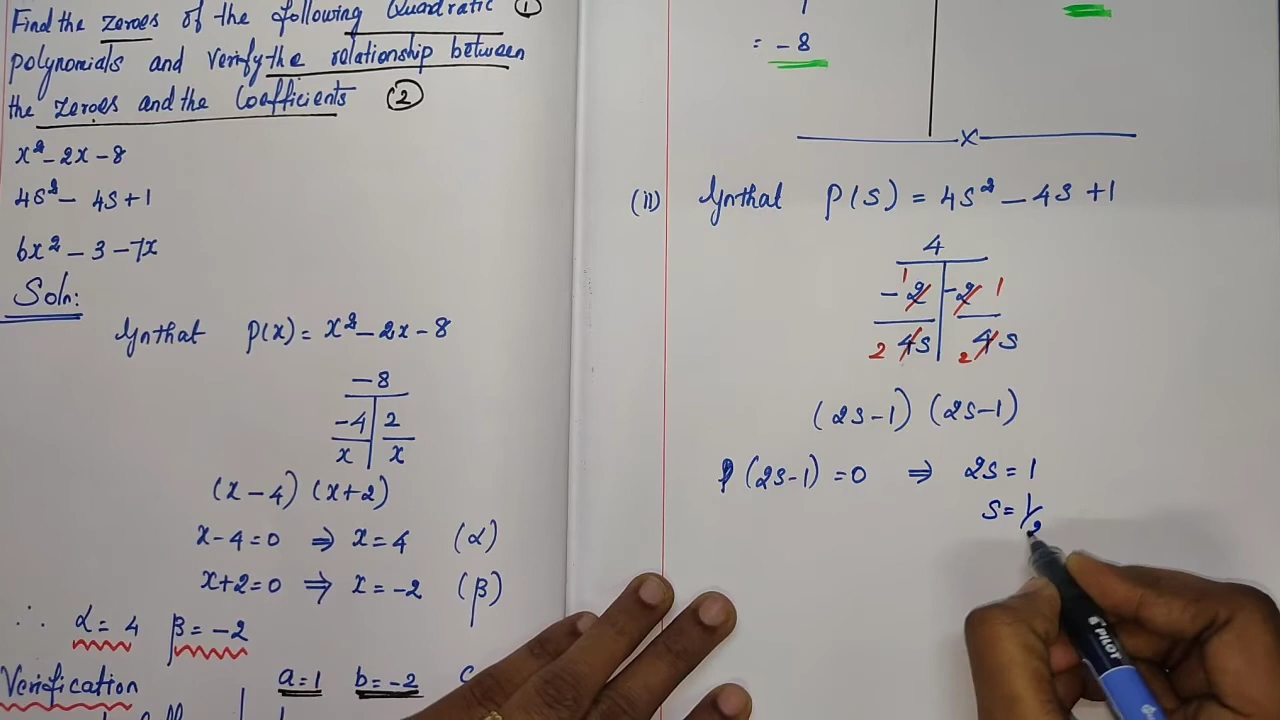 Find the zeroes of the following Quadratic ①
polynomials and verify the relationship between
the zeroes and the Coefficients ②
x² - 2x - 8
4s² - 4s + 1
6x² - 3 - 7x
Soln:
Gn that p(x) = x² - 2x - 8
-8
-4 | 2
x | x
(x - 4) (x + 2)
x - 4 = 0 ⇒ x = 4 (α)
x + 2 = 0 ⇒ x = -2 (β)
∴ α = 4 β = -2
Verification a = 1 b = -2 c
= -8
x
(ii) Gn that P(s) = 4s² - 4s + 1
4
1 1
-2 | -2
4s | 4s
2 2
(2s - 1) (2s - 1)
(2s - 1) = 0 ⇒ 2s = 1
s = 1/2
PILOT